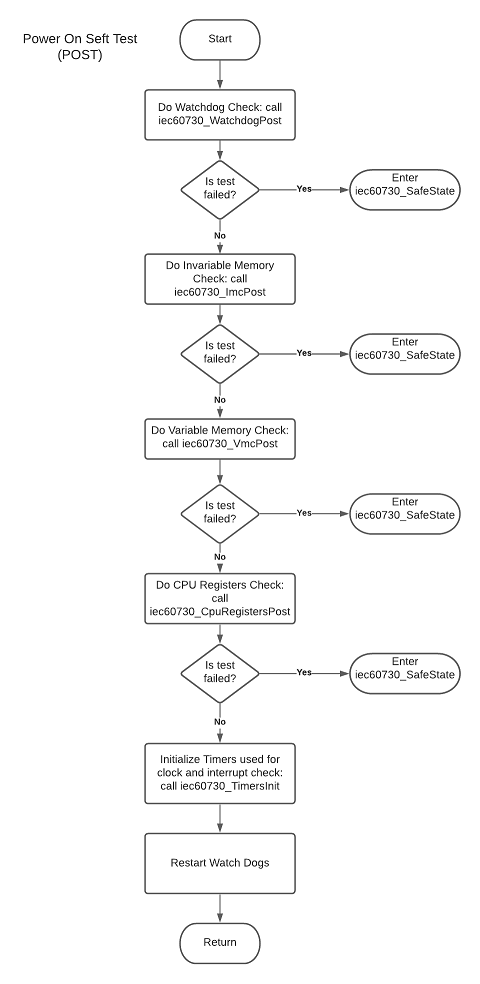 Power On Seft Test
(POST)
Start
Do Watchdog Check: call
iec60730_WatchdogPost
Is test
failed?
Yes
Enter
iec60730_SafeState
No
Do Invariable Memory
Check: call
iec60730_ImcPost
Is test
failed?
Yes
Enter
iec60730_SafeState
No
Do Variable Memory Check:
call iec60730_VmcPost
Is test
failed?
Yes
Enter
iec60730_SafeState
No
Do CPU Registers Check:
call
iec60730_CpuRegistersPost
Is test
failed?
Yes
Enter
iec60730_SafeState
No
Initialize Timers used for
clock and interrupt check:
call iec60730_TimersInit
Restart Watch Dogs
Return